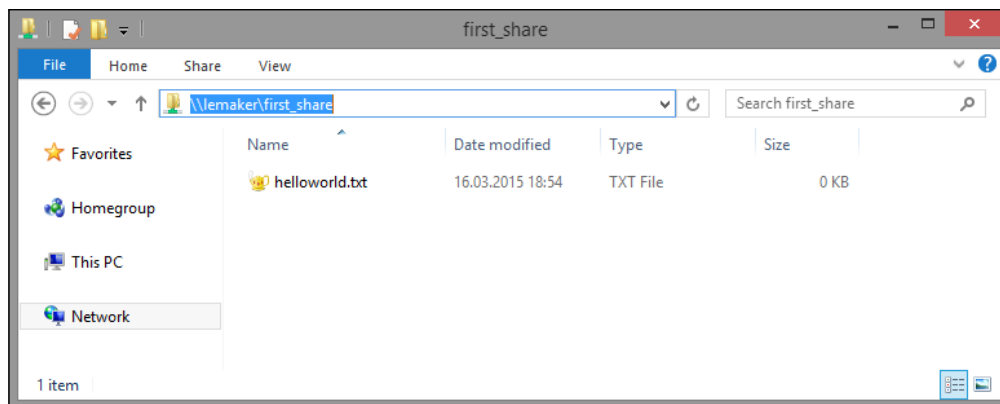 first_share
File Home Share View
\\lemaker\first_share Search first_share
Favorites Name Date modified Type Size
helloworld.txt 16.03.2015 18:54 TXT File 0 KB
Homegroup
This PC
Network
1 item